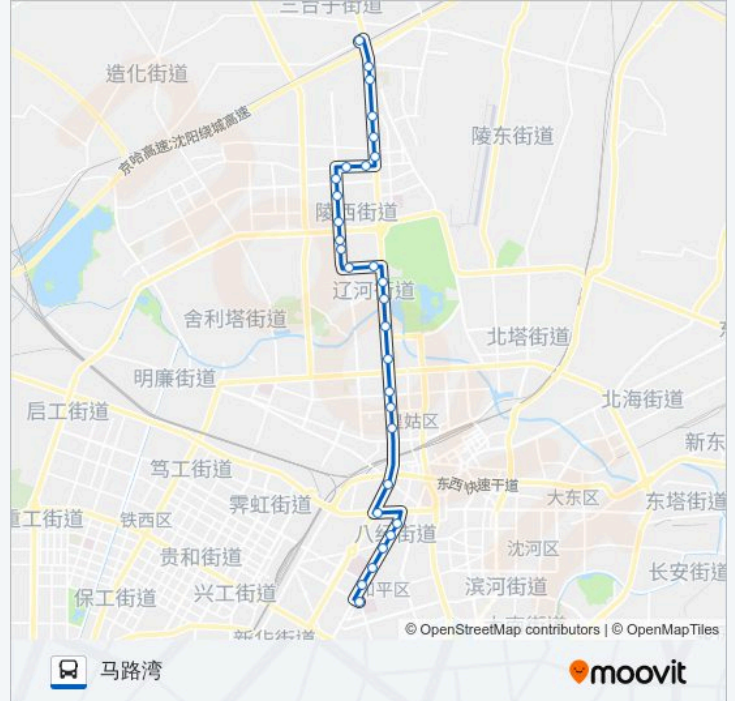 三台子街道
造化街道
京哈高速;沈阳绕城高速
陵东街道
陵西街道
辽河街道
舍利塔街道
北塔街道
明廉街道
北海街道
启工街道
皇姑区
新东
笃工街道
东西快速干道
大东区
霁虹街道
东塔街道
重工街道
铁西区
八经街道
沈河区
贵和街道
长安街道
和平区
滨河街道
兴工街道
保工街道
新华街道
© OpenStreetMap contributors | © OpenMapTiles
马路湾
moovit